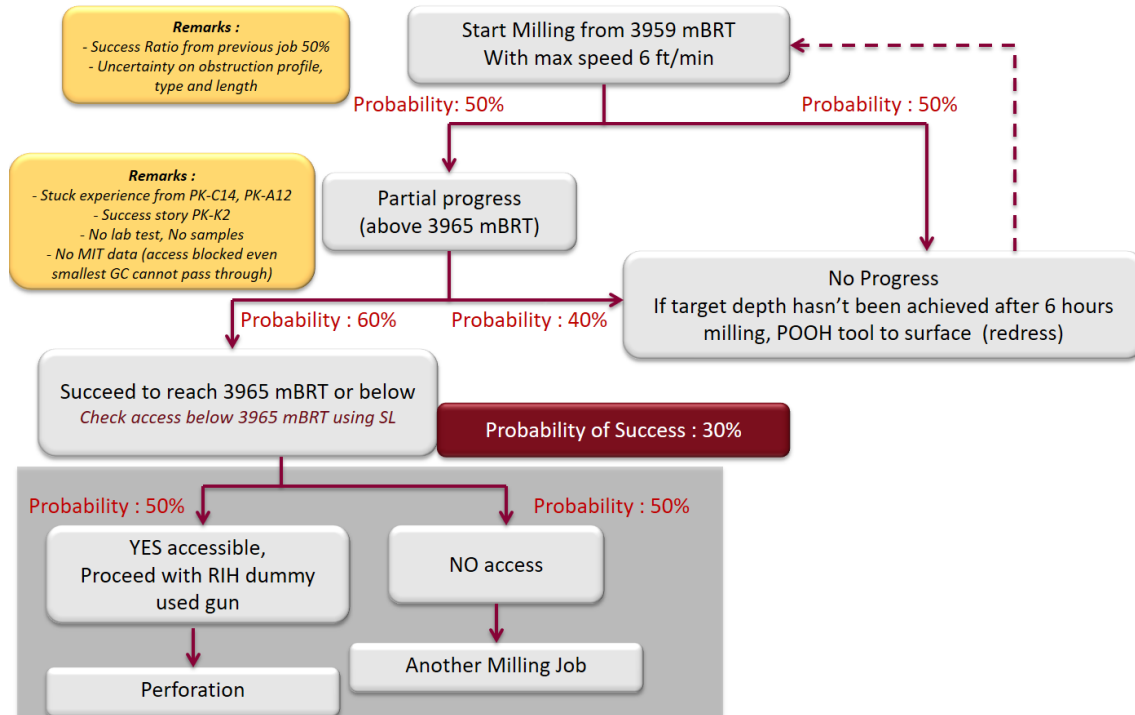 Remarks :
- Success Ratio from previous job 50%
- Uncertainty on obstruction profile,
type and length
Start Milling from 3959 mBRT
With max speed 6 ft/min
Probability: 50%
Probability : 50%
Remarks :
- Stuck experience from PK-C14, PK-A12
- Success story PK-K2
- No lab test, No samples
- No MIT data (access blocked even
smallest GC cannot pass through)
Partial progress
(above 3965 mBRT)
No Progress
If target depth hasn't been achieved after 6 hours
milling, POOH tool to surface  (redress)
Probability : 60%
Probability : 40%
Succeed to reach 3965 mBRT or below
Check access below 3965 mBRT using SL
Probability of Success : 30%
Probability : 50%
Probability : 50%
YES accessible,
Proceed with RIH dummy
used gun
NO access
Another Milling Job
Perforation